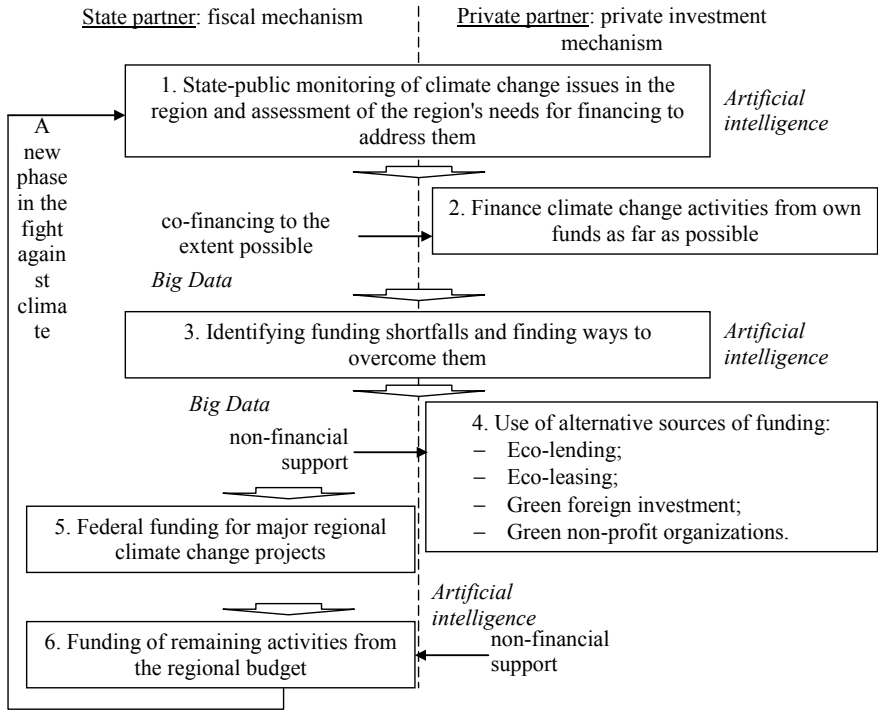 State partner: fiscal mechanism
Private partner: private investment
mechanism
1. State-public monitoring of climate change issues in the
region and assessment of the region's needs for financing to
address them
Artificial
intelligence
A
new
phase
in the
fight
again
st
clima
te
2. Finance climate change activities from own
funds as far as possible
co-financing to the
extent possible
Big Data
3. Identifying funding shortfalls and finding ways to
overcome them
Artificial
intelligence
Big Data
non-financial
support
4. Use of alternative sources of funding:
– Eco-lending;
– Eco-leasing;
– Green foreign investment;
– Green non-profit organizations.
5. Federal funding for major regional
climate change projects
Artificial
intelligence
6. Funding of remaining activities from
the regional budget
non-financial
support